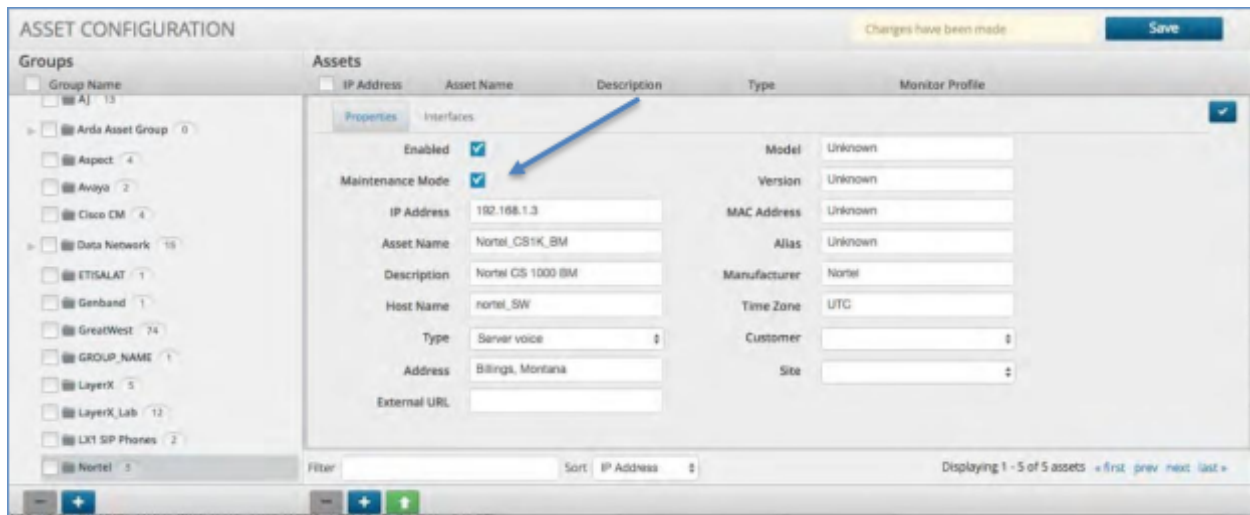 ASSET CONFIGURATION
Changes have been made
Save
Groups
Group Name
AJ 13
Arda Asset Group 0
Aspect 4
Avaya 2
Cisco CM 4
Data Network 15
ETISALAT 1
Genband 1
GreatWest 74
GROUP_NAME 1
LayerX 5
LayerX_Lab 12
LX1 SIP Phones 2
Nortel
Assets
IP Address Asset Name Description Type Monitor Profile
Properties Interfaces
Enabled
Maintenance Mode
IP Address 192.168.1.3
Asset Name Nortel_CS1K_BM
Description Nortel CS 1000 BM
Host Name nortel_SW
Type Server voice
Address Billings, Montana
External URL
Model Unknown
Version Unknown
MAC Address Unknown
Alias Unknown
Manufacturer Nortel
Time Zone UTC
Customer
Site
Filter Sort IP Address Displaying 1 - 5 of 5 assets « first prev next last »